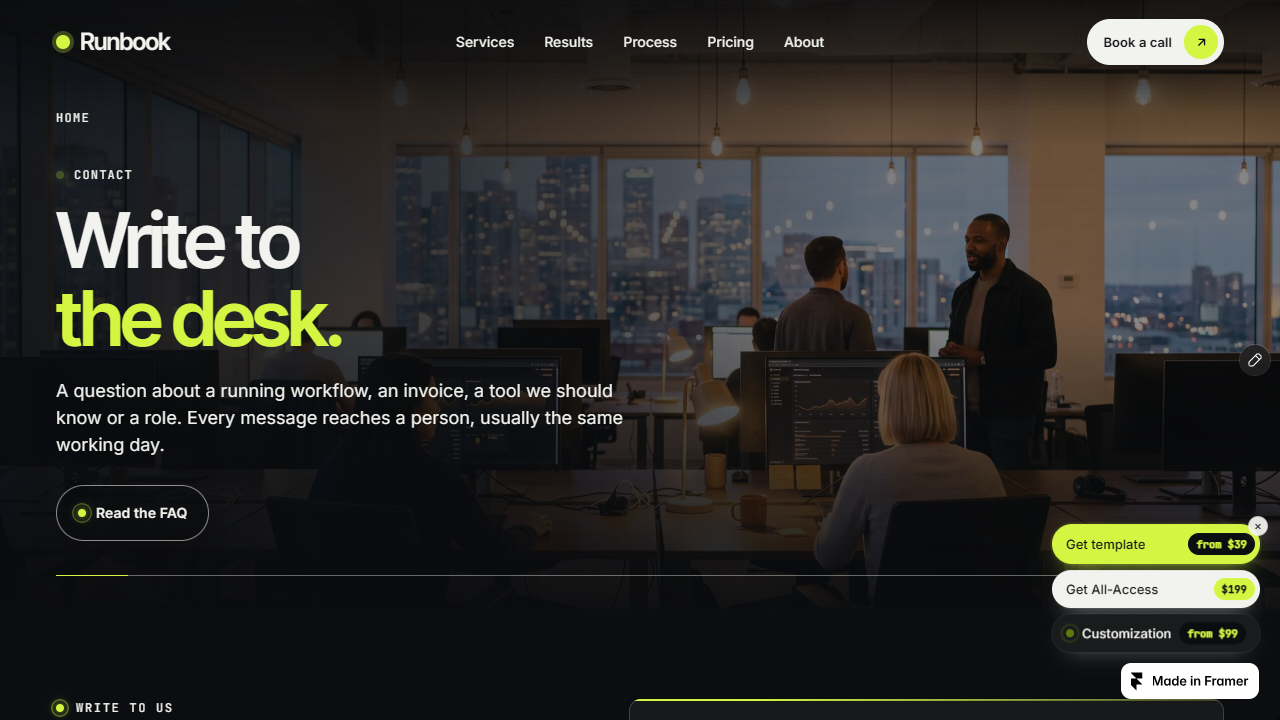 Runbook
Services
Results
Process
Pricing
About
Book a call
HOME
CONTACT
Write to
the desk.
A question about a running workflow, an invoice, a tool we should
know or a role. Every message reaches a person, usually the same
working day.
Read the FAQ
Get template from $39
Get All-Access $199
Customization from $99
Made in Framer
WRITE TO US